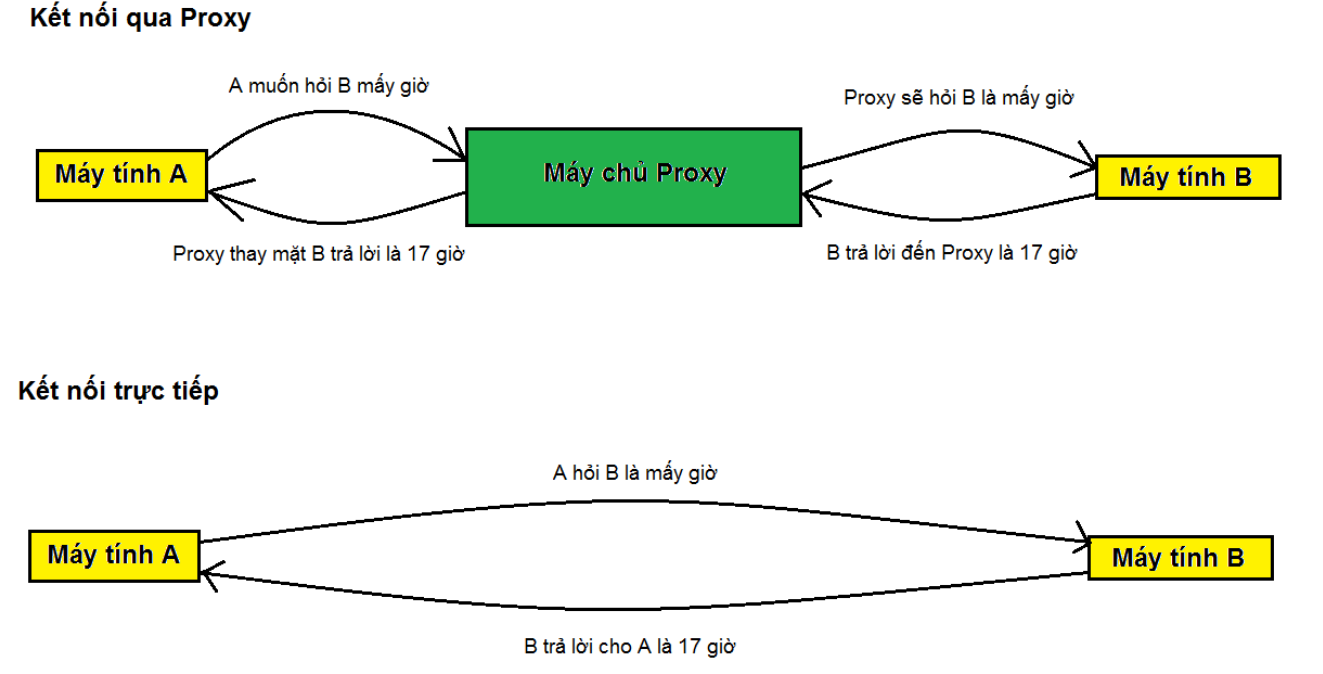 Kết nối qua Proxy
A muốn hỏi B mấy giờ
Proxy sẽ hỏi B là mấy giờ
Máy tính A
Máy chủ Proxy
Máy tính B
Proxy thay mặt B trả lời là 17 giờ
B trả lời đến Proxy là 17 giờ
Kết nối trực tiếp
A hỏi B là mấy giờ
Máy tính A
Máy tính B
B trả lời cho A là 17 giờ